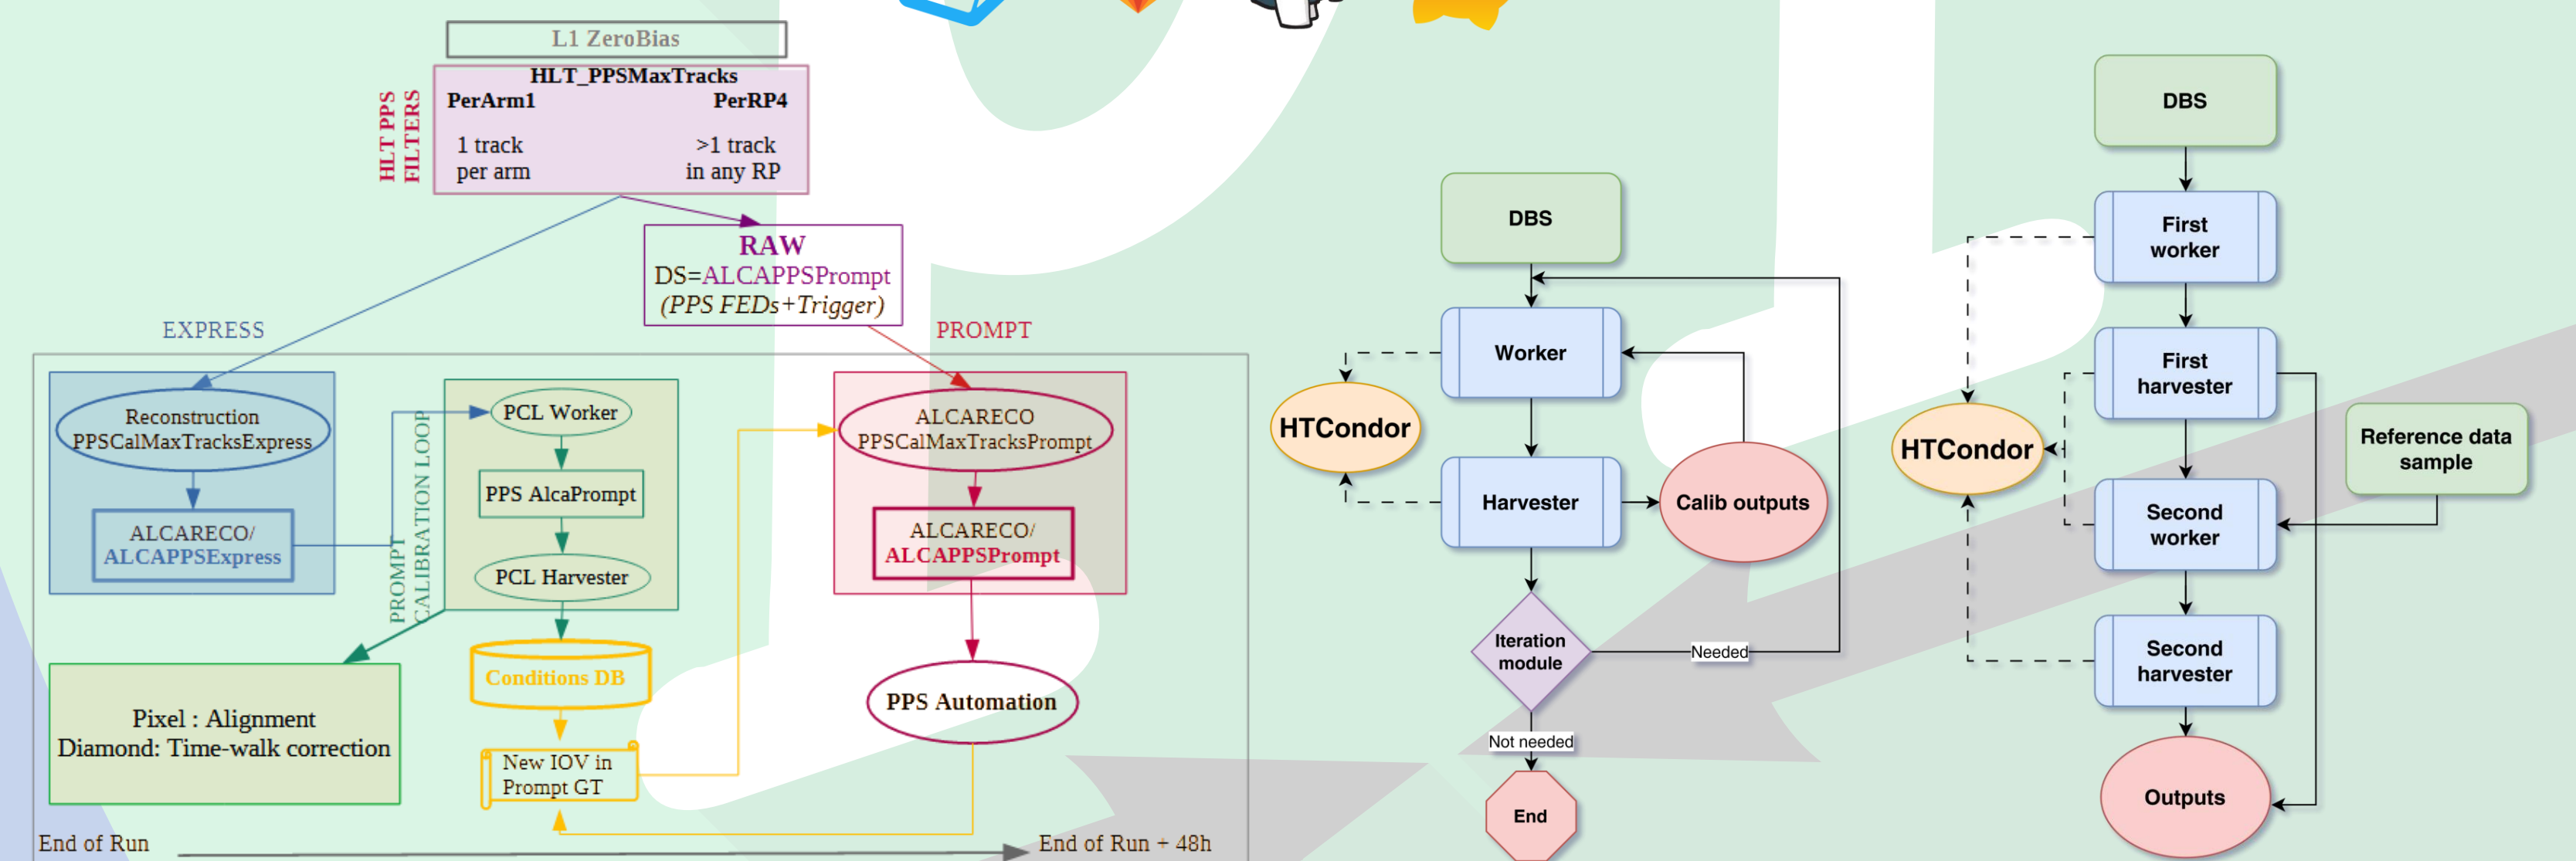 L1 ZeroBias
HLT PPS
FILTERS
HLT_PPSMaxTracks
PerArm1
PerRP4
1 track
per arm
>1 track
in any RP
RAW
DS=ALCAPPSPrompt
(PPS FEDs+Trigger)
EXPRESS
PROMPT
Reconstruction
PPSCalMaxTracksExpress
ALCARECO/
ALCAPPSExpress
PROMPT
CALIBRATION LOOP
PCL Worker
PPS AlcaPrompt
PCL Harvester
ALCARECO
PPSCalMaxTracksPrompt
ALCARECO/
ALCAPPSPrompt
Pixel : Alignment
Diamond: Time-walk correction
Conditions DB
New IOV in
Prompt GT
PPS Automation
End of Run
End of Run + 48h
DBS
Worker
HTCondor
Harvester
Calib outputs
Iteration
module
Needed
Not needed
End
DBS
First
worker
First
harvester
HTCondor
Reference data
sample
Second
worker
Second
harvester
Outputs